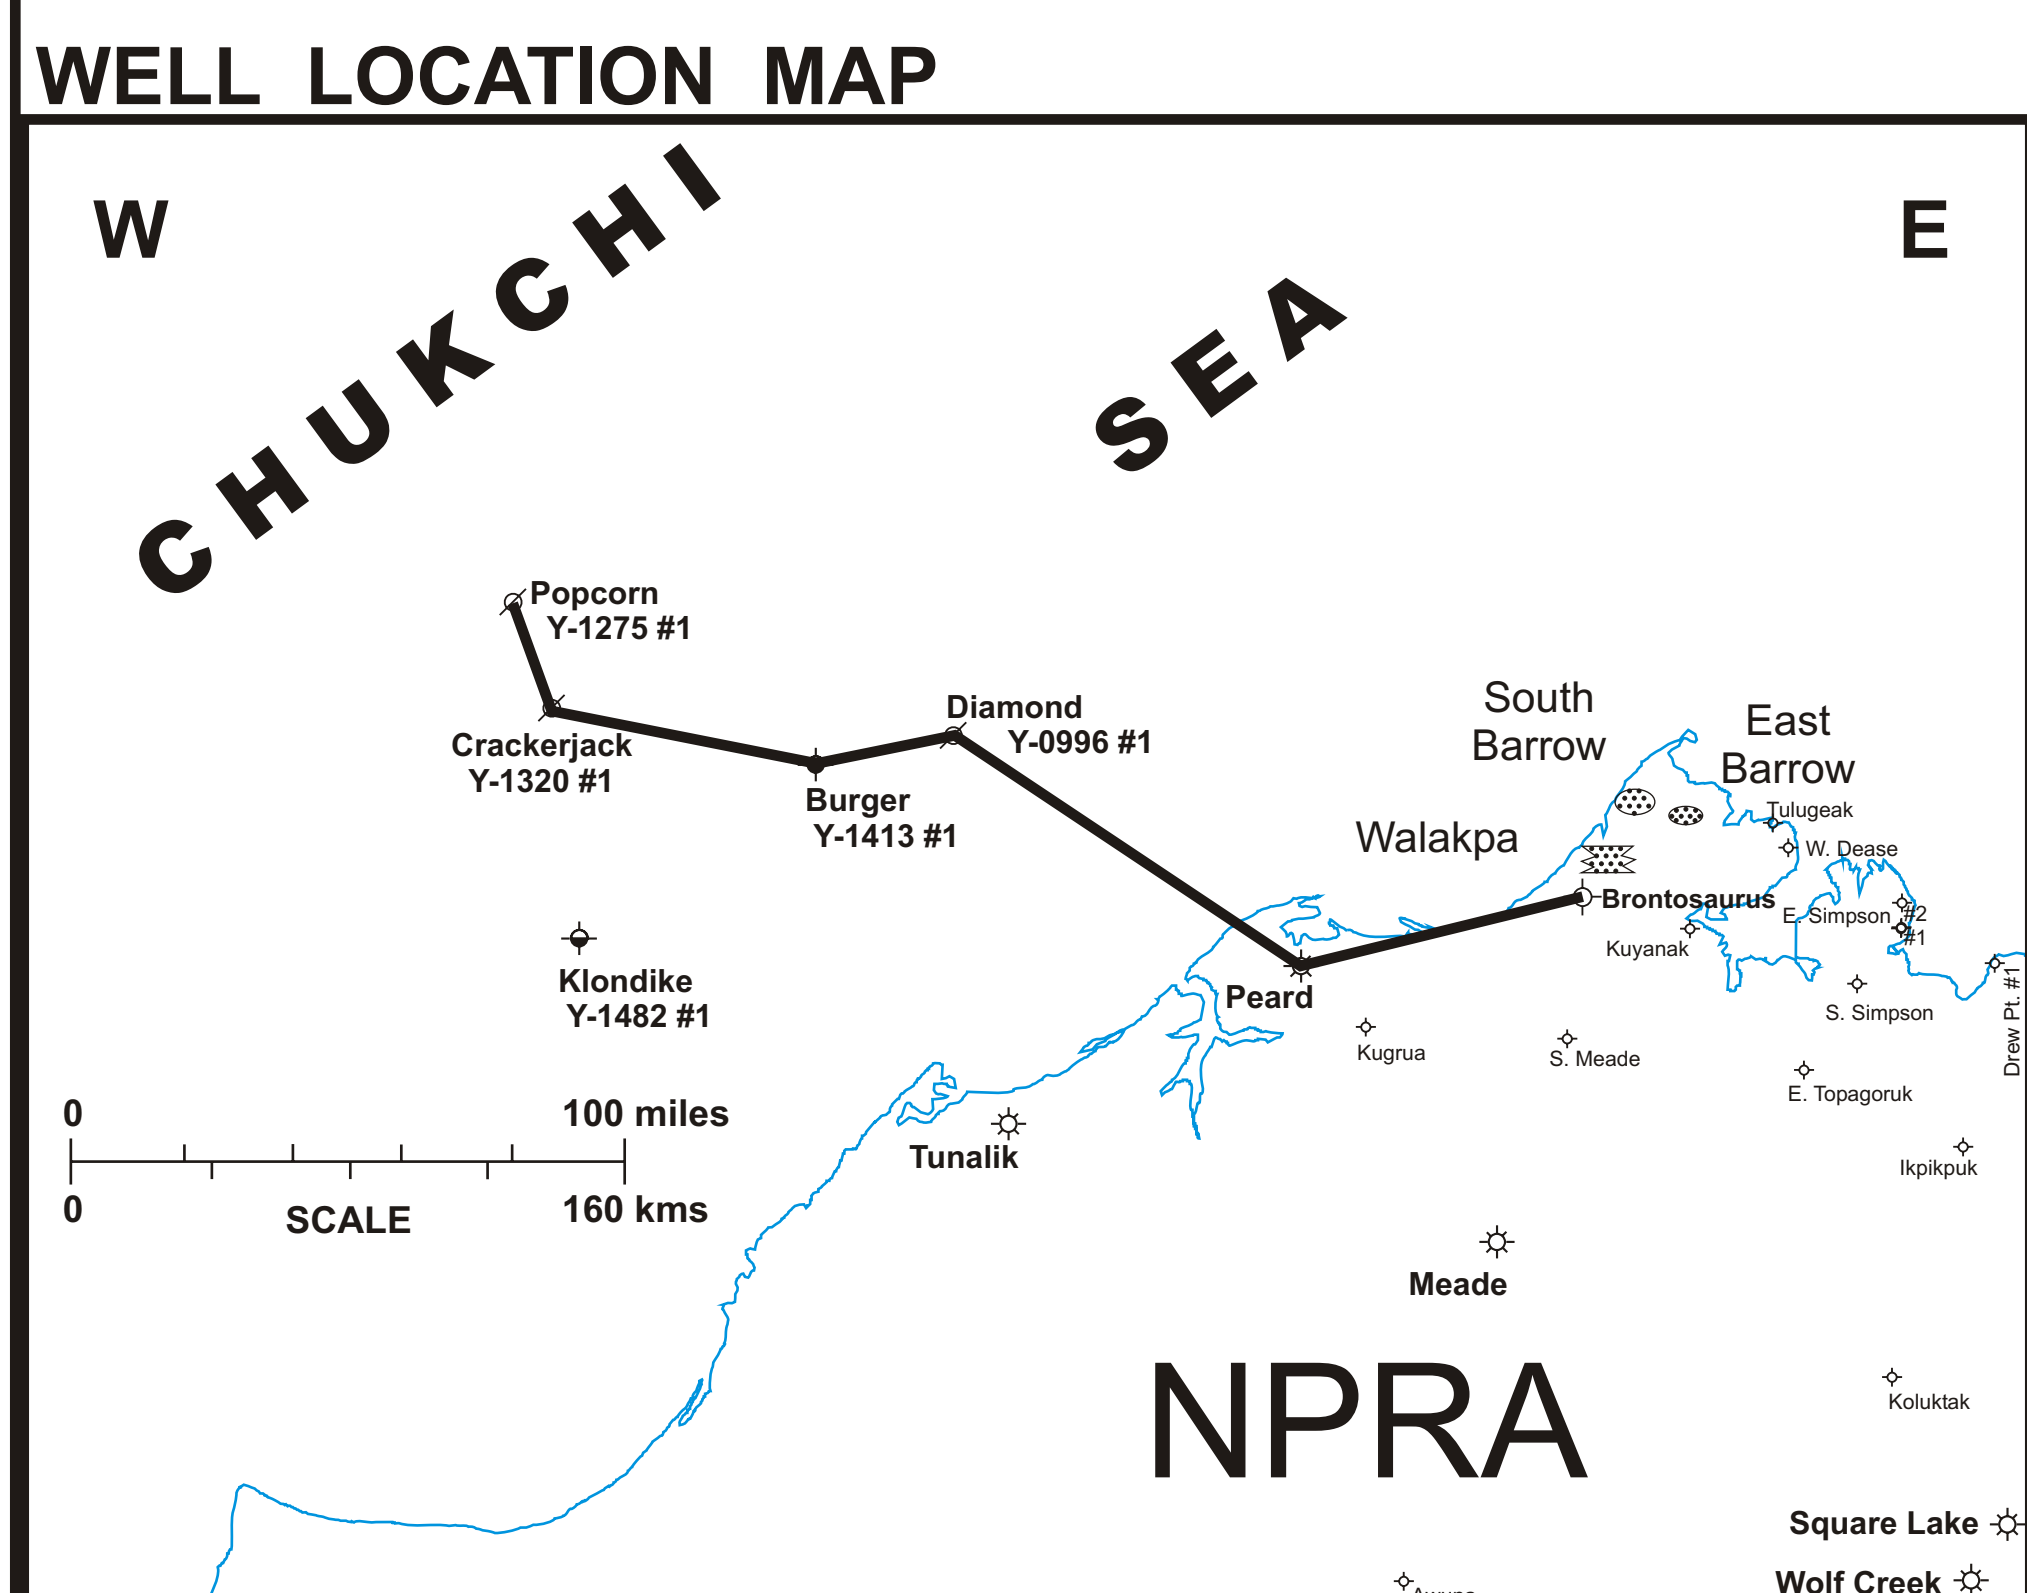 WELL LOCATION MAP
W
E
CHUKCHI
SEA
Popcorn
Y-1275 #1
Crackerjack
Y-1320 #1
Diamond
Y-0996 #1
Burger
Y-1413 #1
South
Barrow
East
Barrow
Walakpa
Tulugeak
W. Dease
Brontosaurus
E. Simpson
#2
#1
Kuyanak
Klondike
Y-1482 #1
Peard
S. Simpson
Drew Pt. #1
Kugrua
S. Meade
E. Topagoruk
0
100 miles
0
160 kms
SCALE
Tunalik
Ikpikpuk
Meade
NPRA
Koluktak
Square Lake
Wolf Creek